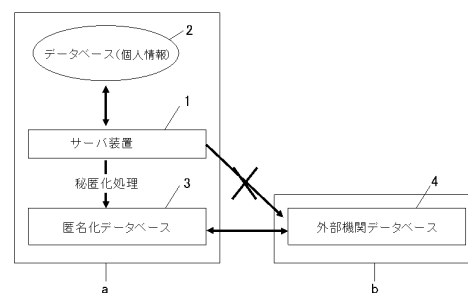 2
データベース(個人情報)
1
サーバ装置
秘匿化処理
3
匿名化データベース
4
外部機関データベース
a
b